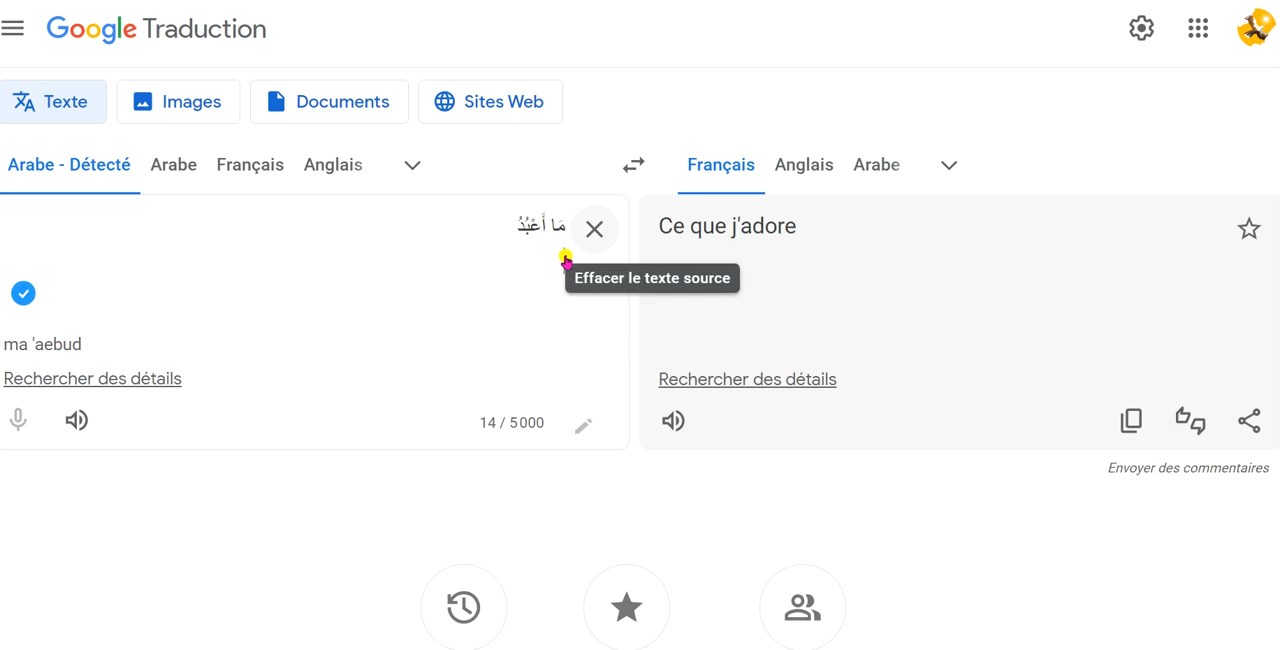 Google Traduction
Texte Images Documents Sites Web
Arabe - Détecté Arabe Français Anglais Français Anglais Arabe
مَا أَعْبُدُ
Ce que j'adore
Effacer le texte source
ma 'aebud
Rechercher des détails
Rechercher des détails
14 / 5000
Envoyer des commentaires